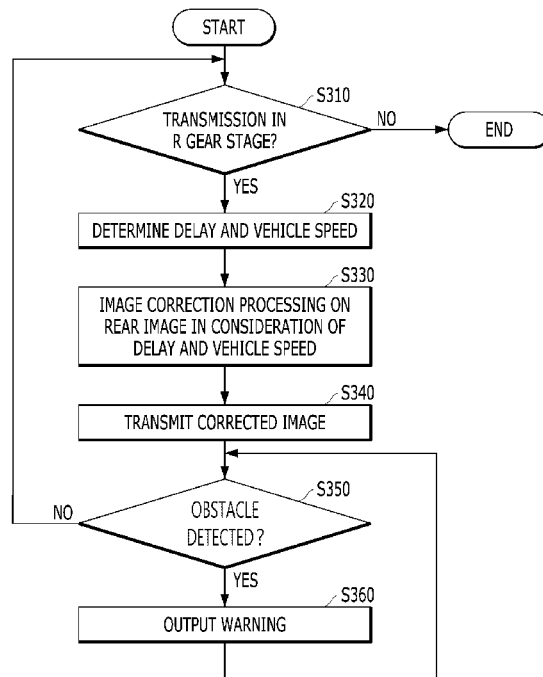 START
S310
TRANSMISSION IN
R GEAR STAGE?
NO
END
YES
S320
DETERMINE DELAY AND VEHICLE SPEED
S330
IMAGE CORRECTION PROCESSING ON
REAR IMAGE IN CONSIDERATION OF
DELAY AND VEHICLE SPEED
S340
TRANSMIT CORRECTED IMAGE
S350
NO
OBSTACLE
DETECTED?
YES
S360
OUTPUT WARNING